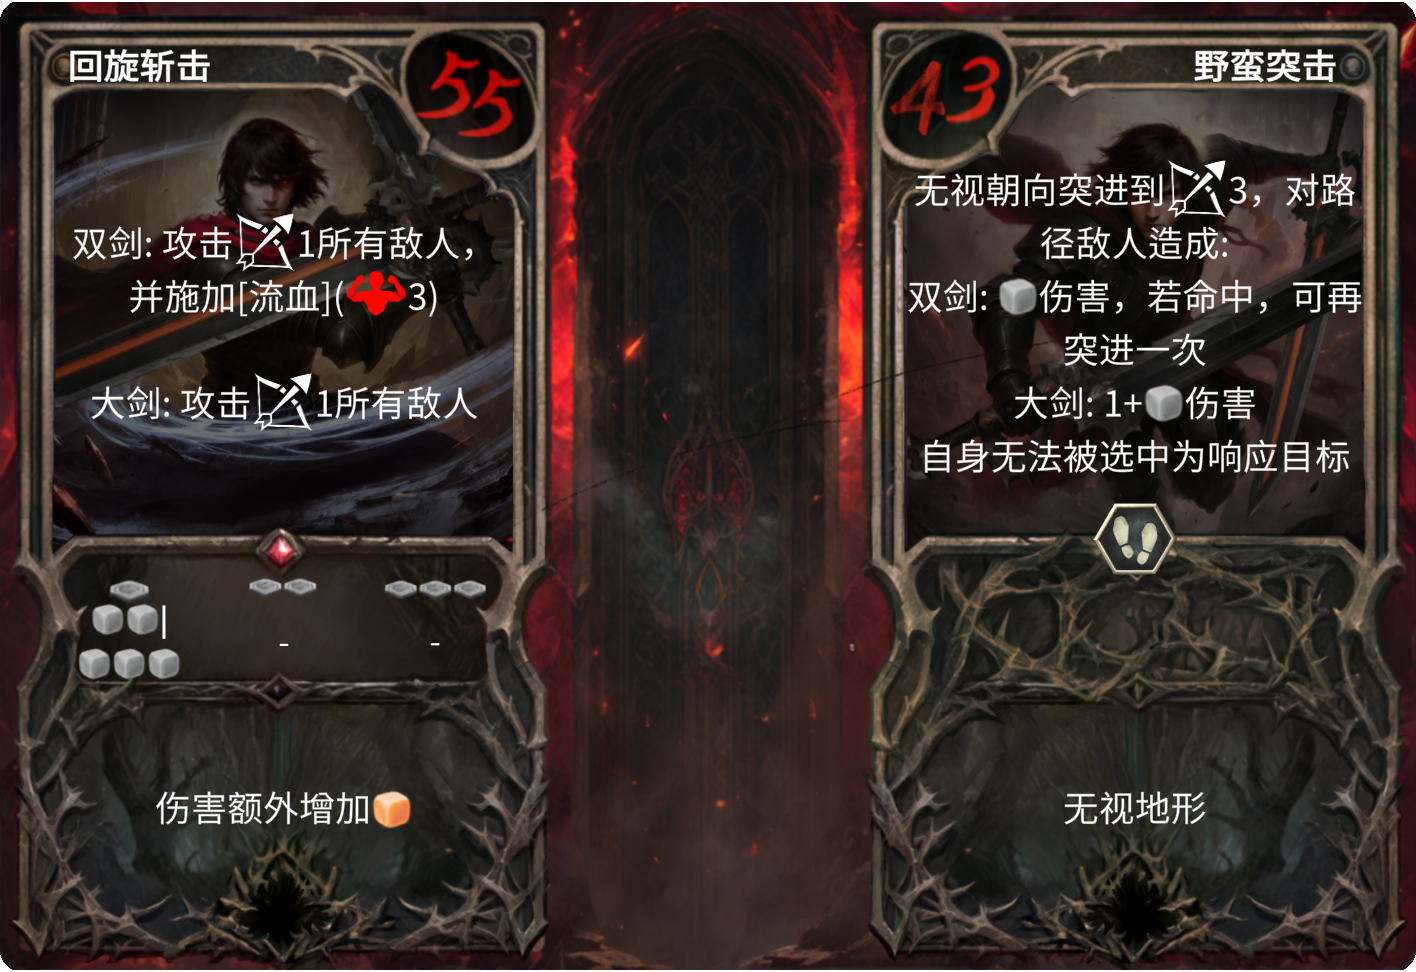 回旋斩击
55
双剑: 攻击1所有敌人，
并施加[流血](3)
大剑: 攻击1所有敌人
|
-
-
伤害额外增加
43
野蛮突击
无视朝向突进到3，对路
径敌人造成:
双剑: 伤害，若命中，可再
突进一次
大剑: 1+伤害
自身无法被选中为响应目标
无视地形